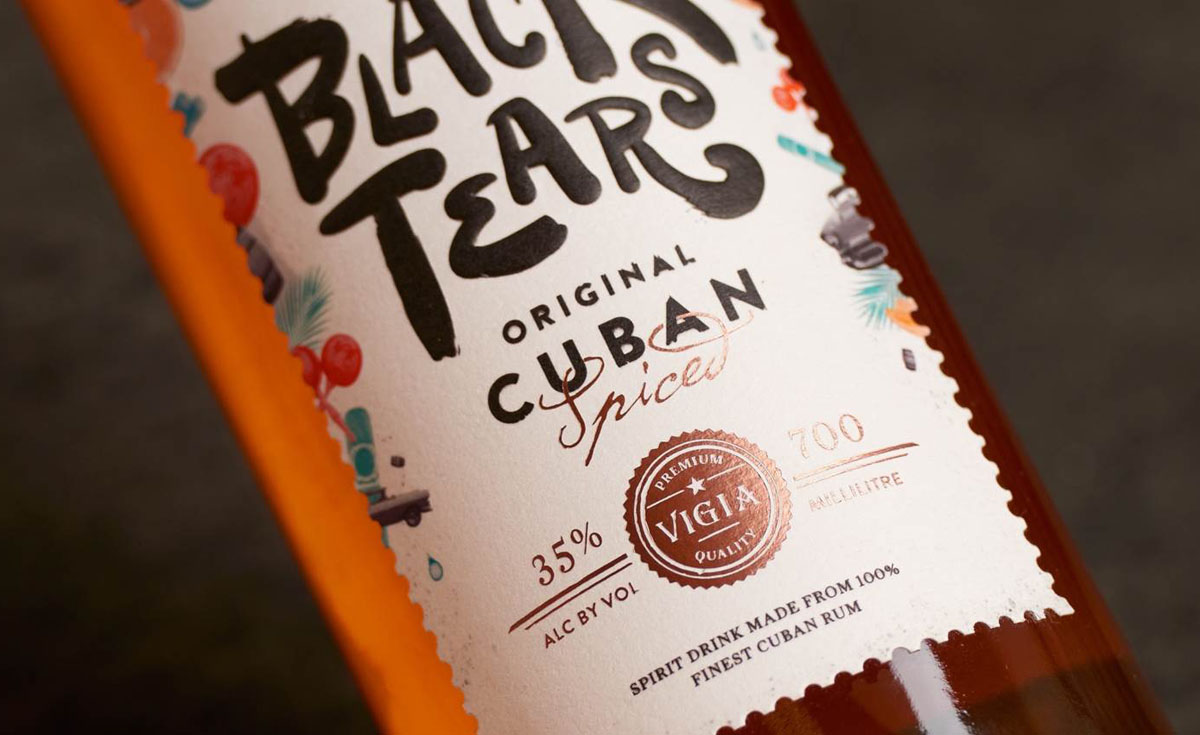 BLACK
TEARS
ORIGINAL
CUBAN
Spiced
35%
ALC BY VOL
PREMIUM
VIGIA
QUALITY
700
MILLILITRE
SPIRIT DRINK MADE FROM 100%
FINEST CUBAN RUM